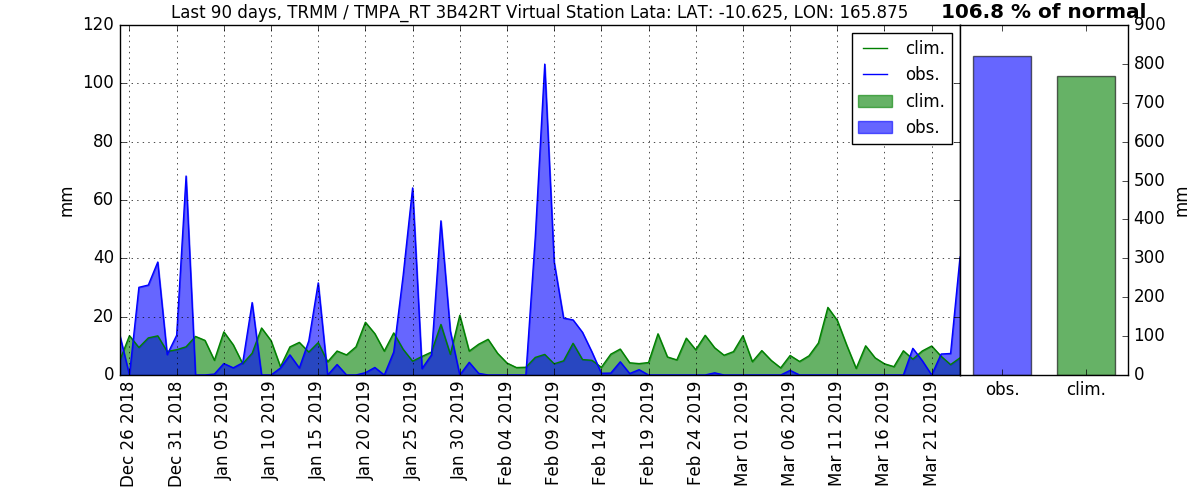 Last 90 days, TRMM / TMPA_RT 3B42RT Virtual Station Lata: LAT: -10.625, LON: 165.875
106.8 % of normal
120
100
80
60
40
20
0
mm
clim.
obs.
clim.
obs.
900
800
700
600
500
400
300
200
100
0
mm
obs.
clim.
Dec 26 2018
Dec 31 2018
Jan 05 2019
Jan 10 2019
Jan 15 2019
Jan 20 2019
Jan 25 2019
Jan 30 2019
Feb 04 2019
Feb 09 2019
Feb 14 2019
Feb 19 2019
Feb 24 2019
Mar 01 2019
Mar 06 2019
Mar 11 2019
Mar 16 2019
Mar 21 2019